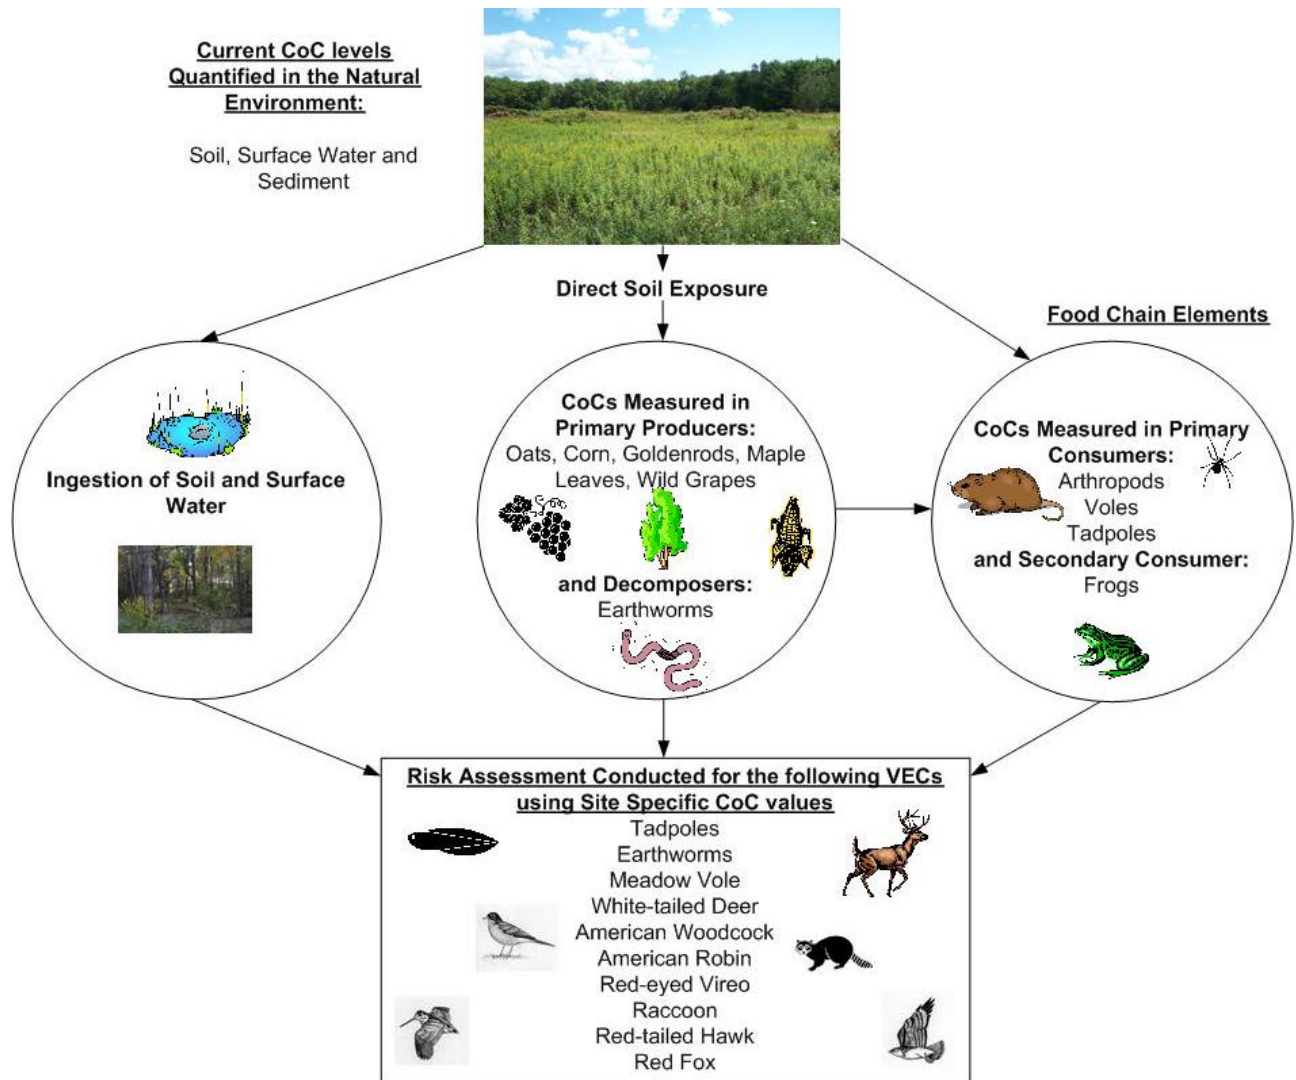 Current CoC levels
Quantified in the Natural
Environment:
Soil, Surface Water and
Sediment
Direct Soil Exposure
Food Chain Elements
Ingestion of Soil and Surface
Water
CoCs Measured in
Primary Producers:
Oats, Corn, Goldenrods, Maple
Leaves, Wild Grapes
and Decomposers:
Earthworms
CoCs Measured in Primary
Consumers:
Arthropods
Voles
Tadpoles
and Secondary Consumer:
Frogs
Risk Assessment Conducted for the following VECs
using Site Specific CoC values
Tadpoles
Earthworms
Meadow Vole
White-tailed Deer
American Woodcock
American Robin
Red-eyed Vireo
Raccoon
Red-tailed Hawk
Red Fox